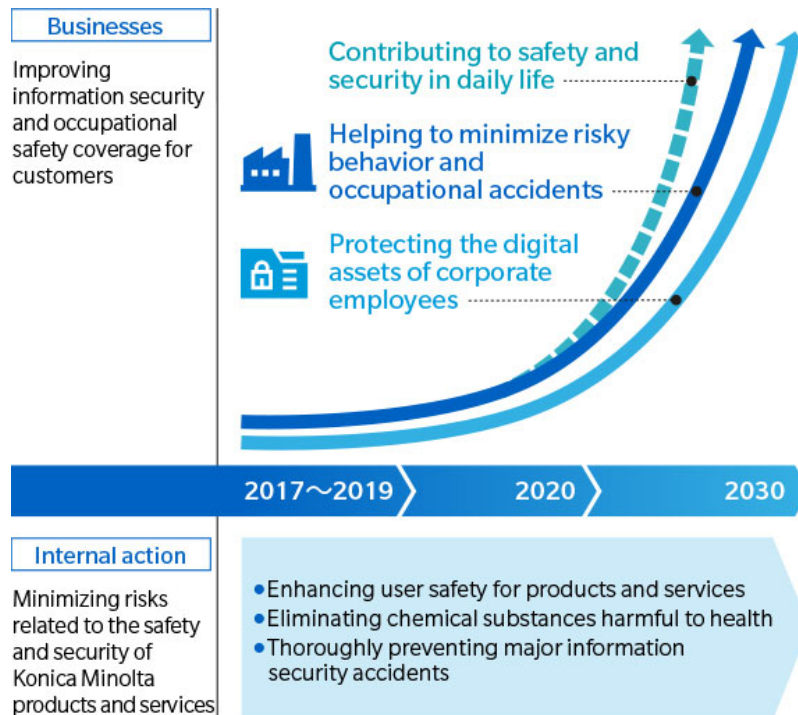 Businesses
Improving
information security
and occupational
safety coverage for
customers
Contributing to safety and
security in daily life
Helping to minimize risky
behavior and
occupational accidents
Protecting the digital
assets of corporate
employees
2017～2019
2020
2030
Internal action
Minimizing risks
related to the safety
and security of
Konica Minolta
products and services
●Enhancing user safety for products and services
●Eliminating chemical substances harmful to health
●Thoroughly preventing major information
security accidents